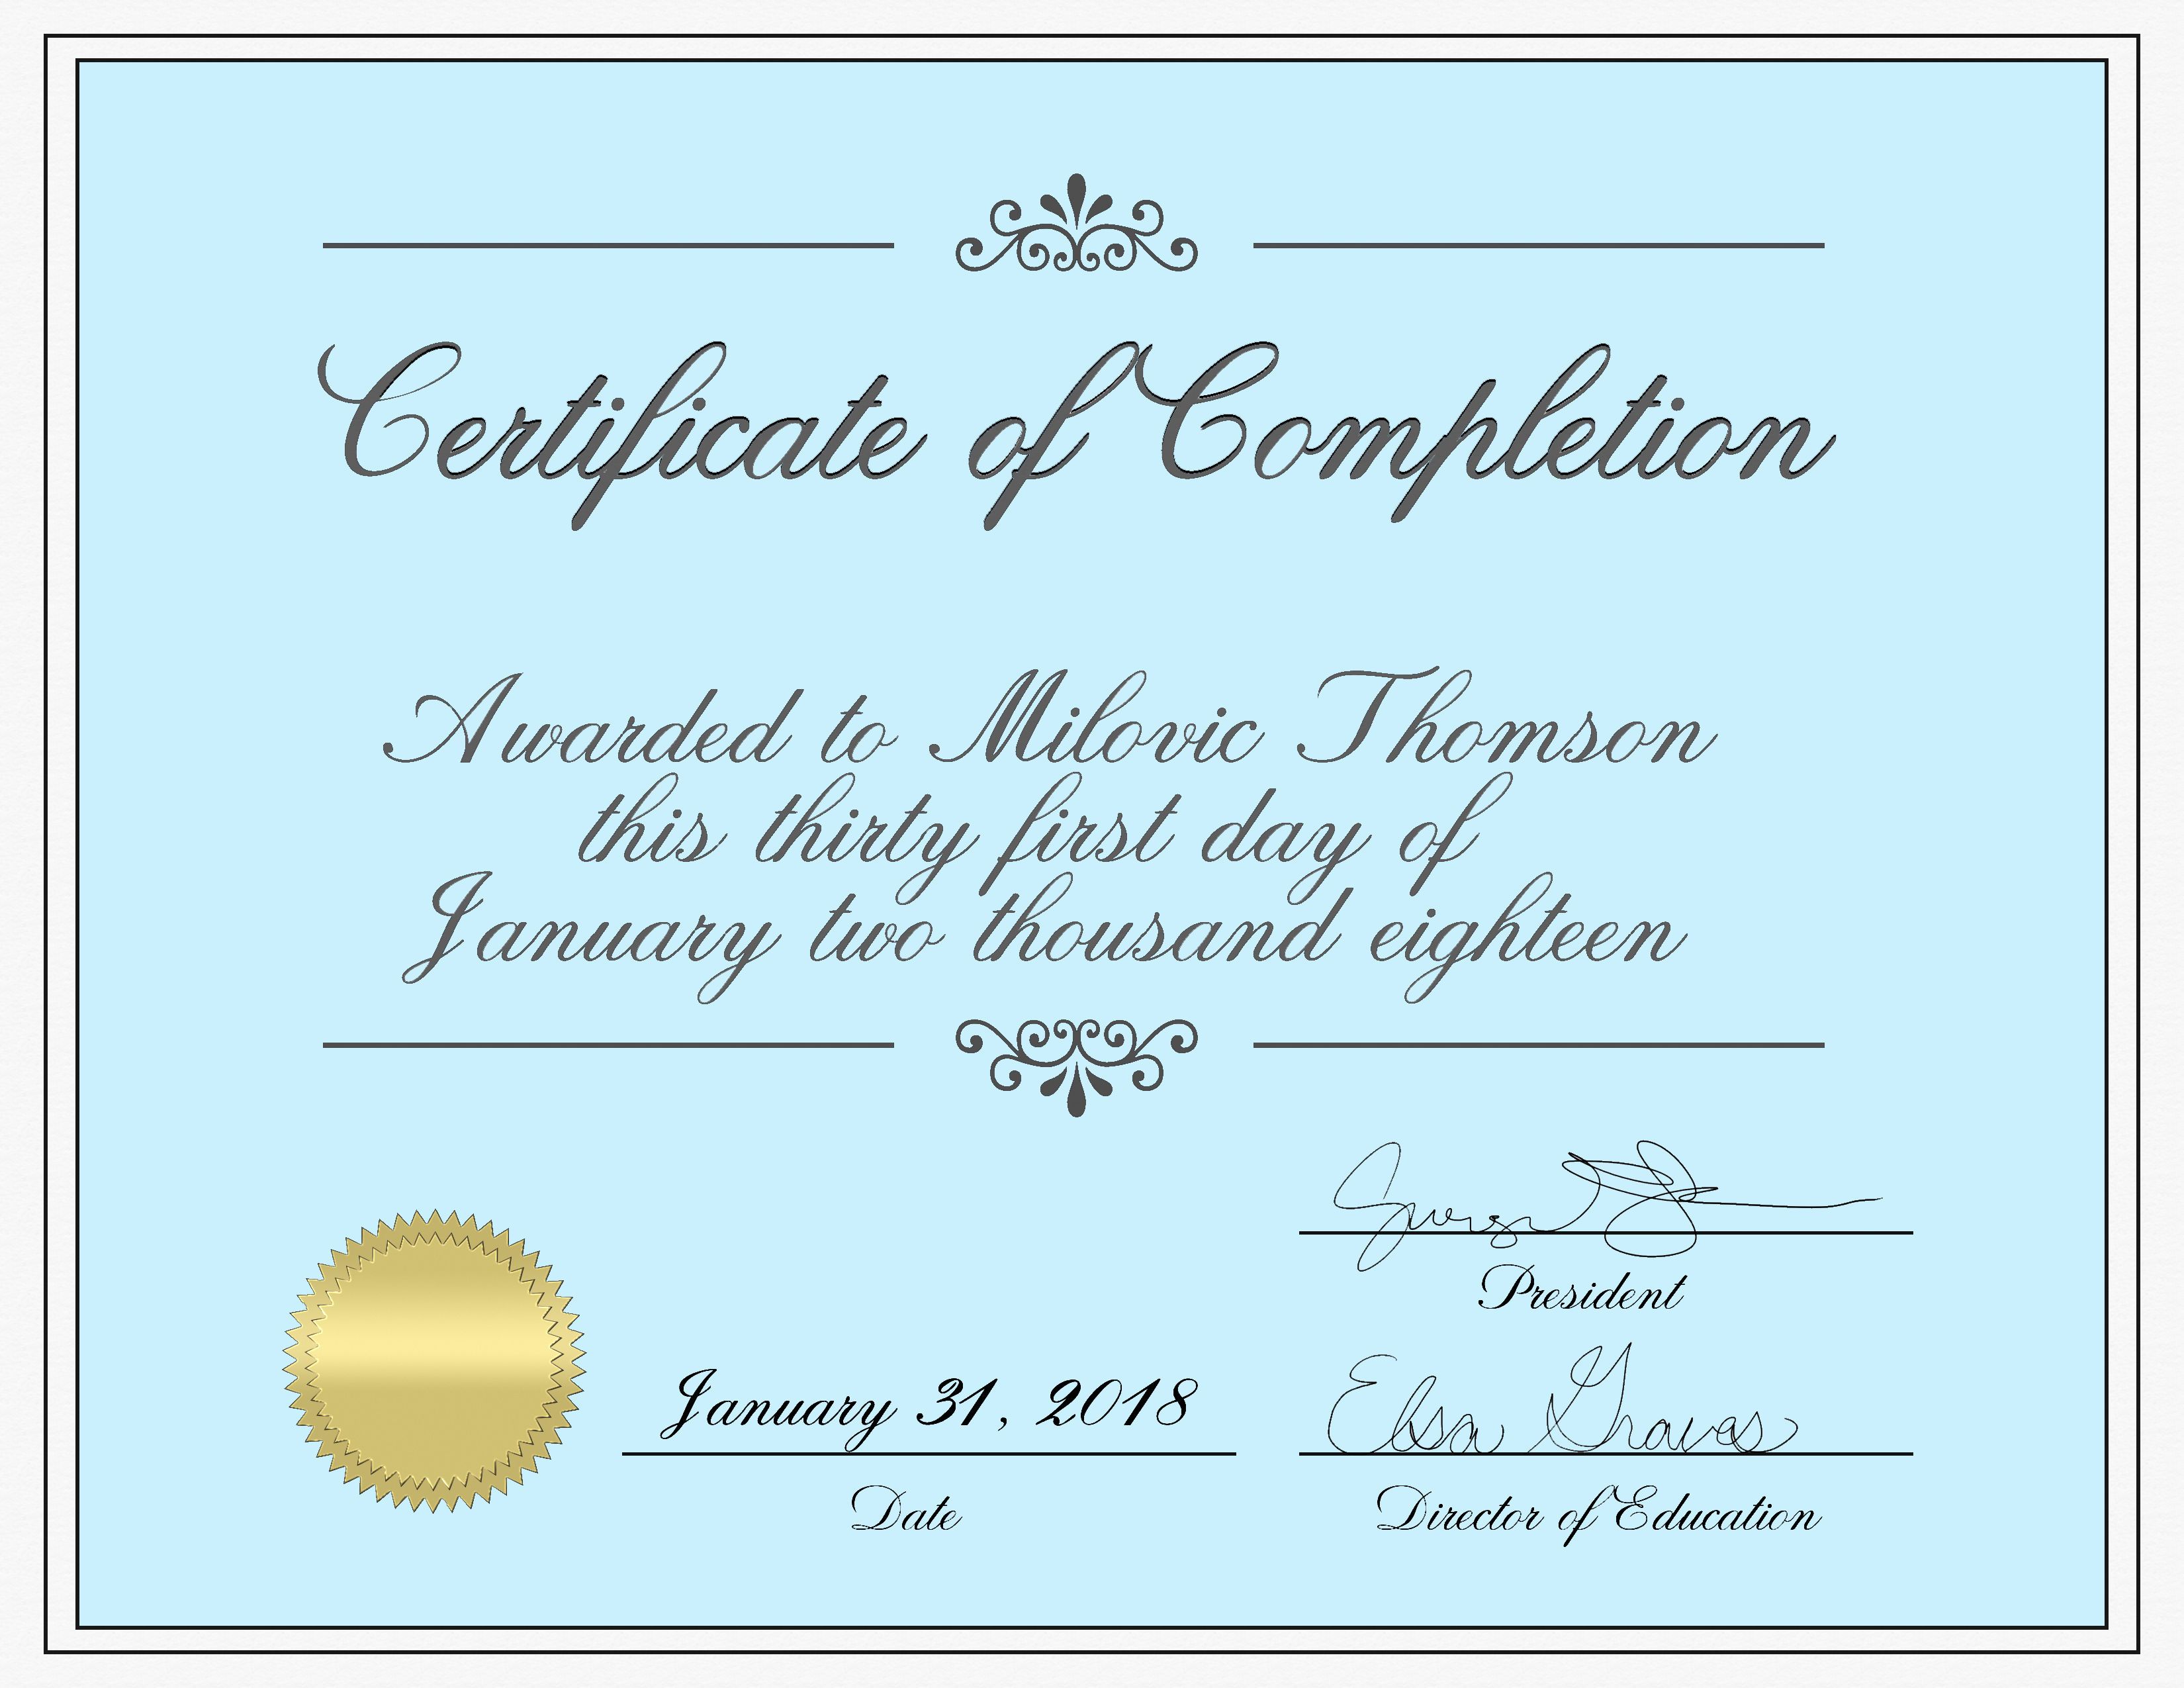 Certificate of Completion
Awarded to Milovic Thomson
this thirty first day of
January two thousand eighteen
President
January 31, 2018
Elsa Graves
Date
Director of Education